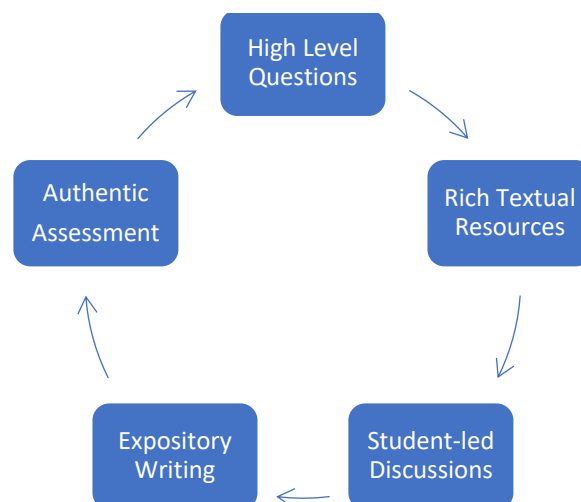 High Level
Questions
Rich Textual
Resources
Student-led
Discussions
Expository
Writing
Authentic
Assessment